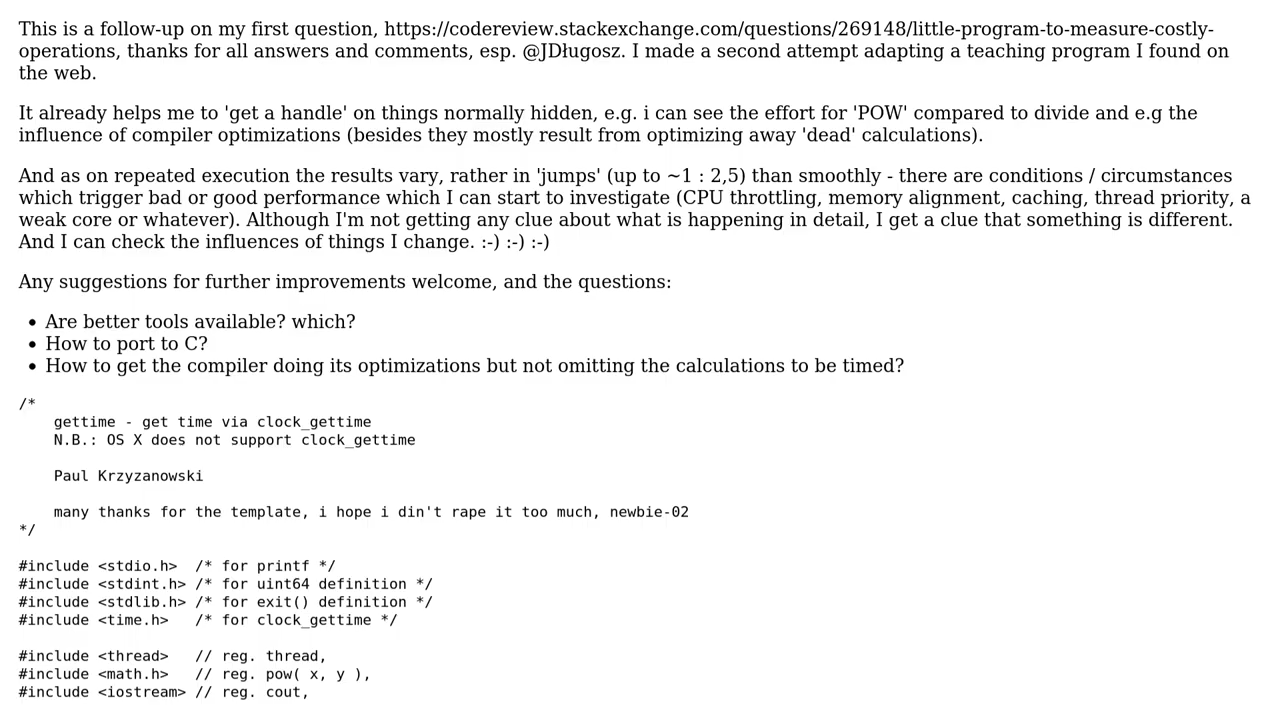 This is a follow-up on my first question, https://codereview.stackexchange.com/questions/269148/little-program-to-measure-costly-
operations, thanks for all answers and comments, esp. @JDługosz. I made a second attempt adapting a teaching program I found on
the web.
It already helps me to 'get a handle' on things normally hidden, e.g. i can see the effort for 'POW' compared to divide and e.g the
influence of compiler optimizations (besides they mostly result from optimizing away 'dead' calculations).
And as on repeated execution the results vary, rather in 'jumps' (up to ~1 : 2,5) than smoothly - there are conditions / circumstances
which trigger bad or good performance which I can start to investigate (CPU throttling, memory alignment, caching, thread priority, a
weak core or whatever). Although I'm not getting any clue about what is happening in detail, I get a clue that something is different.
And I can check the influences of things I change. :-) :-) :-)
Any suggestions for further improvements welcome, and the questions:
• Are better tools available? which?
• How to port to C?
• How to get the compiler doing its optimizations but not omitting the calculations to be timed?
/*
    gettime - get time via clock_gettime
    N.B.: OS X does not support clock_gettime
    Paul Krzyzanowski
    many thanks for the template, i hope i din't rape it too much, newbie-02
*/
#include <stdio.h>  /* for printf */
#include <stdint.h> /* for uint64 definition */
#include <stdlib.h> /* for exit() definition */
#include <time.h>   /* for clock_gettime */
#include <thread>   // reg. thread,
#include <math.h>   // reg. pow( x, y ),
#include <iostream> // reg. cout,